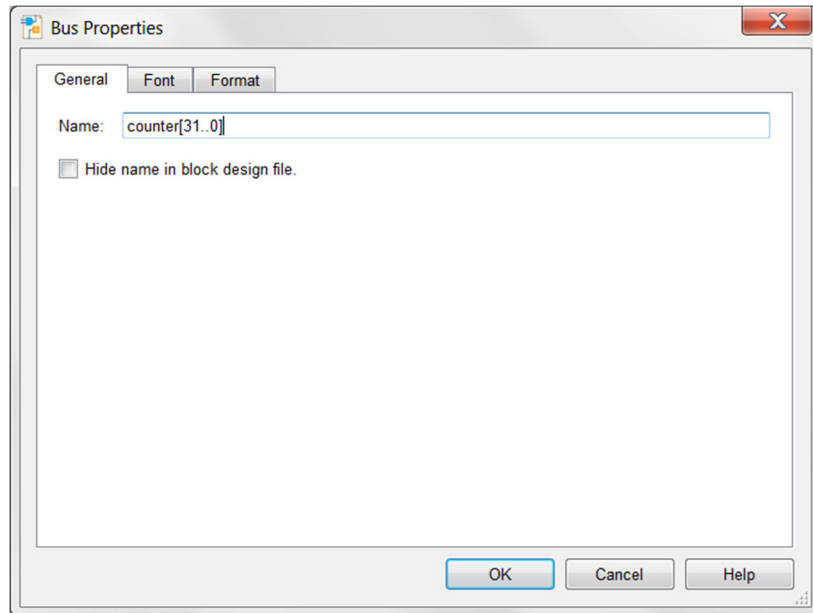 Bus Properties
General Font Format
Name: counter[31..0]
Hide name in block design file.
OK Cancel Help